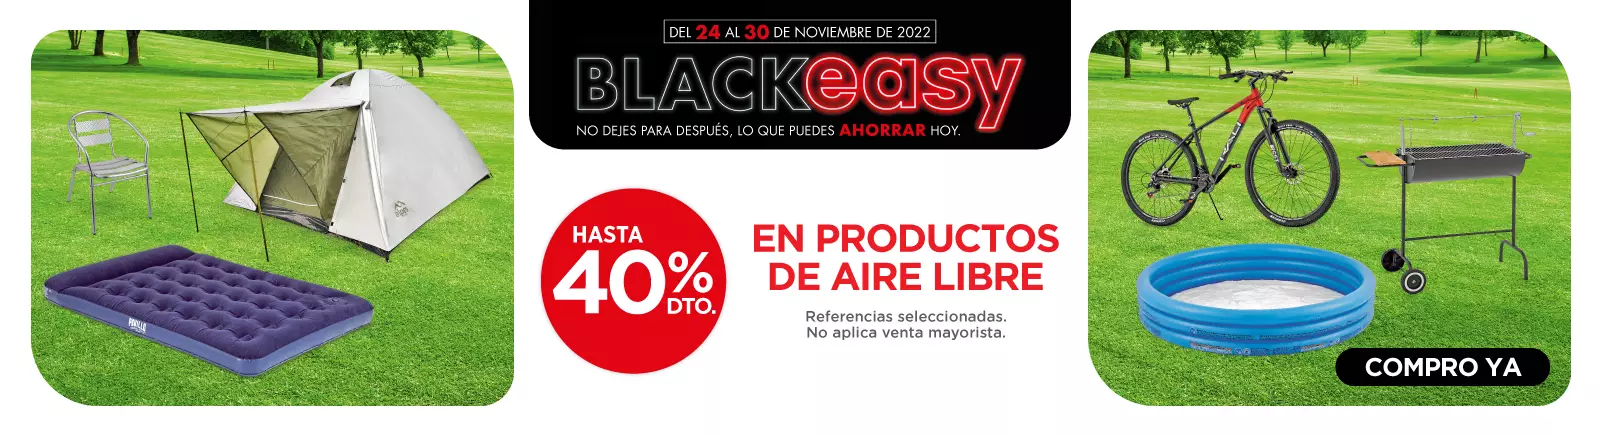 DEL 24 AL 30 DE NOVIEMBRE DE 2022
BLACKeasy
NO DEJES PARA DESPUÉS, LO QUE PUEDES AHORRAR HOY.
HASTA
40%
DTO.
EN PRODUCTOS
DE AIRE LIBRE
Referencias seleccionadas.
No aplica venta mayorista.
COMPRO YA
PAVILLO